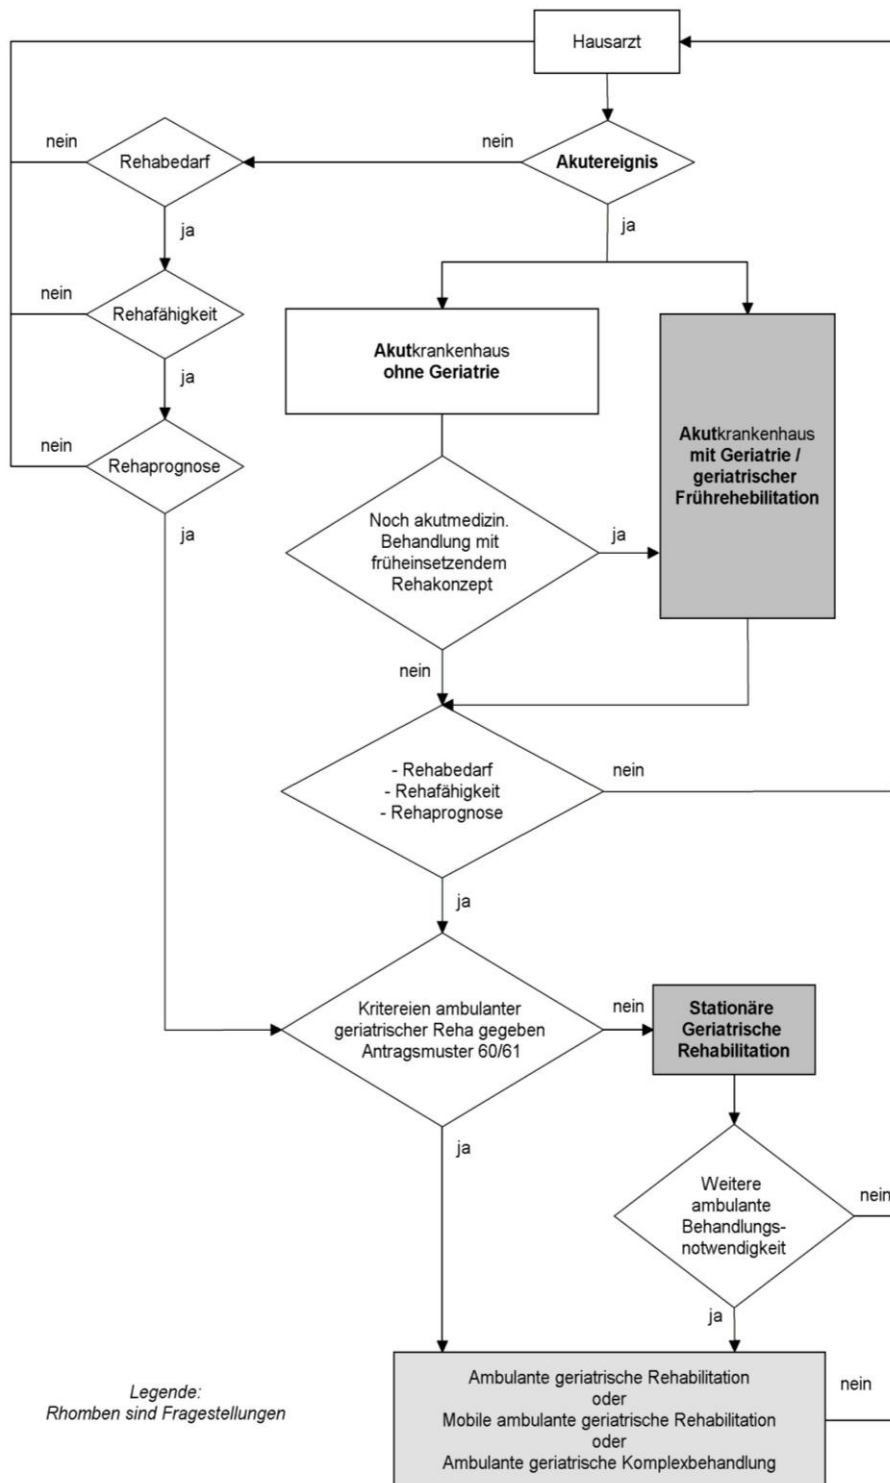 Hausarzt
nein
Rehabedarf
nein
Akutereignis
ja
ja
nein
Rehafähigkeit
Akutkrankenhaus
ohne Geriatrie
ja
Akutkrankenhaus
mit Geriatrie /
geriatrischer
Frührehebilitation
nein
Rehaprognose
ja
Noch akutmedizin.
Behandlung mit
früheinsetzendem
Rehakonzept
ja
nein
- Rehabedarf
- Rehafähigkeit
- Rehaprognose
nein
ja
Kritereien ambulanter
geriatrischer Reha gegeben
Antragsmuster 60/61
nein
Stationäre
Geriatrische
Rehabilitation
ja
Weitere
ambulante
Behandlungs-
notwendigkeit
nein
ja
Legende:
Rhomben sind Fragestellungen
Ambulante geriatrische Rehabilitation
oder
Mobile ambulante geriatrische Rehabilitation
oder
Ambulante geriatrische Komplexbehandlung
nein